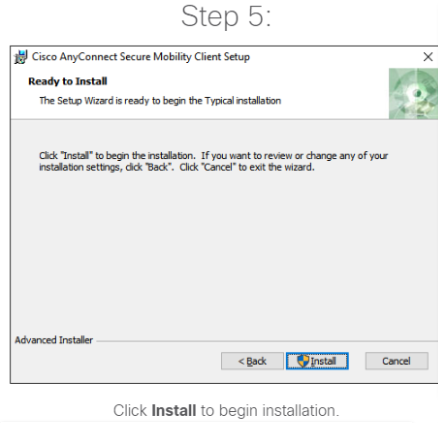 Step 5:
Cisco AnyConnect Secure Mobility Client Setup
Ready to Install
The Setup Wizard is ready to begin the Typical installation
Click "Install" to begin the installation. If you want to review or change any of your
installation settings, click "Back". Click "Cancel" to exit the wizard.
Advanced Installer
< Back Install Cancel
Click Install to begin installation.